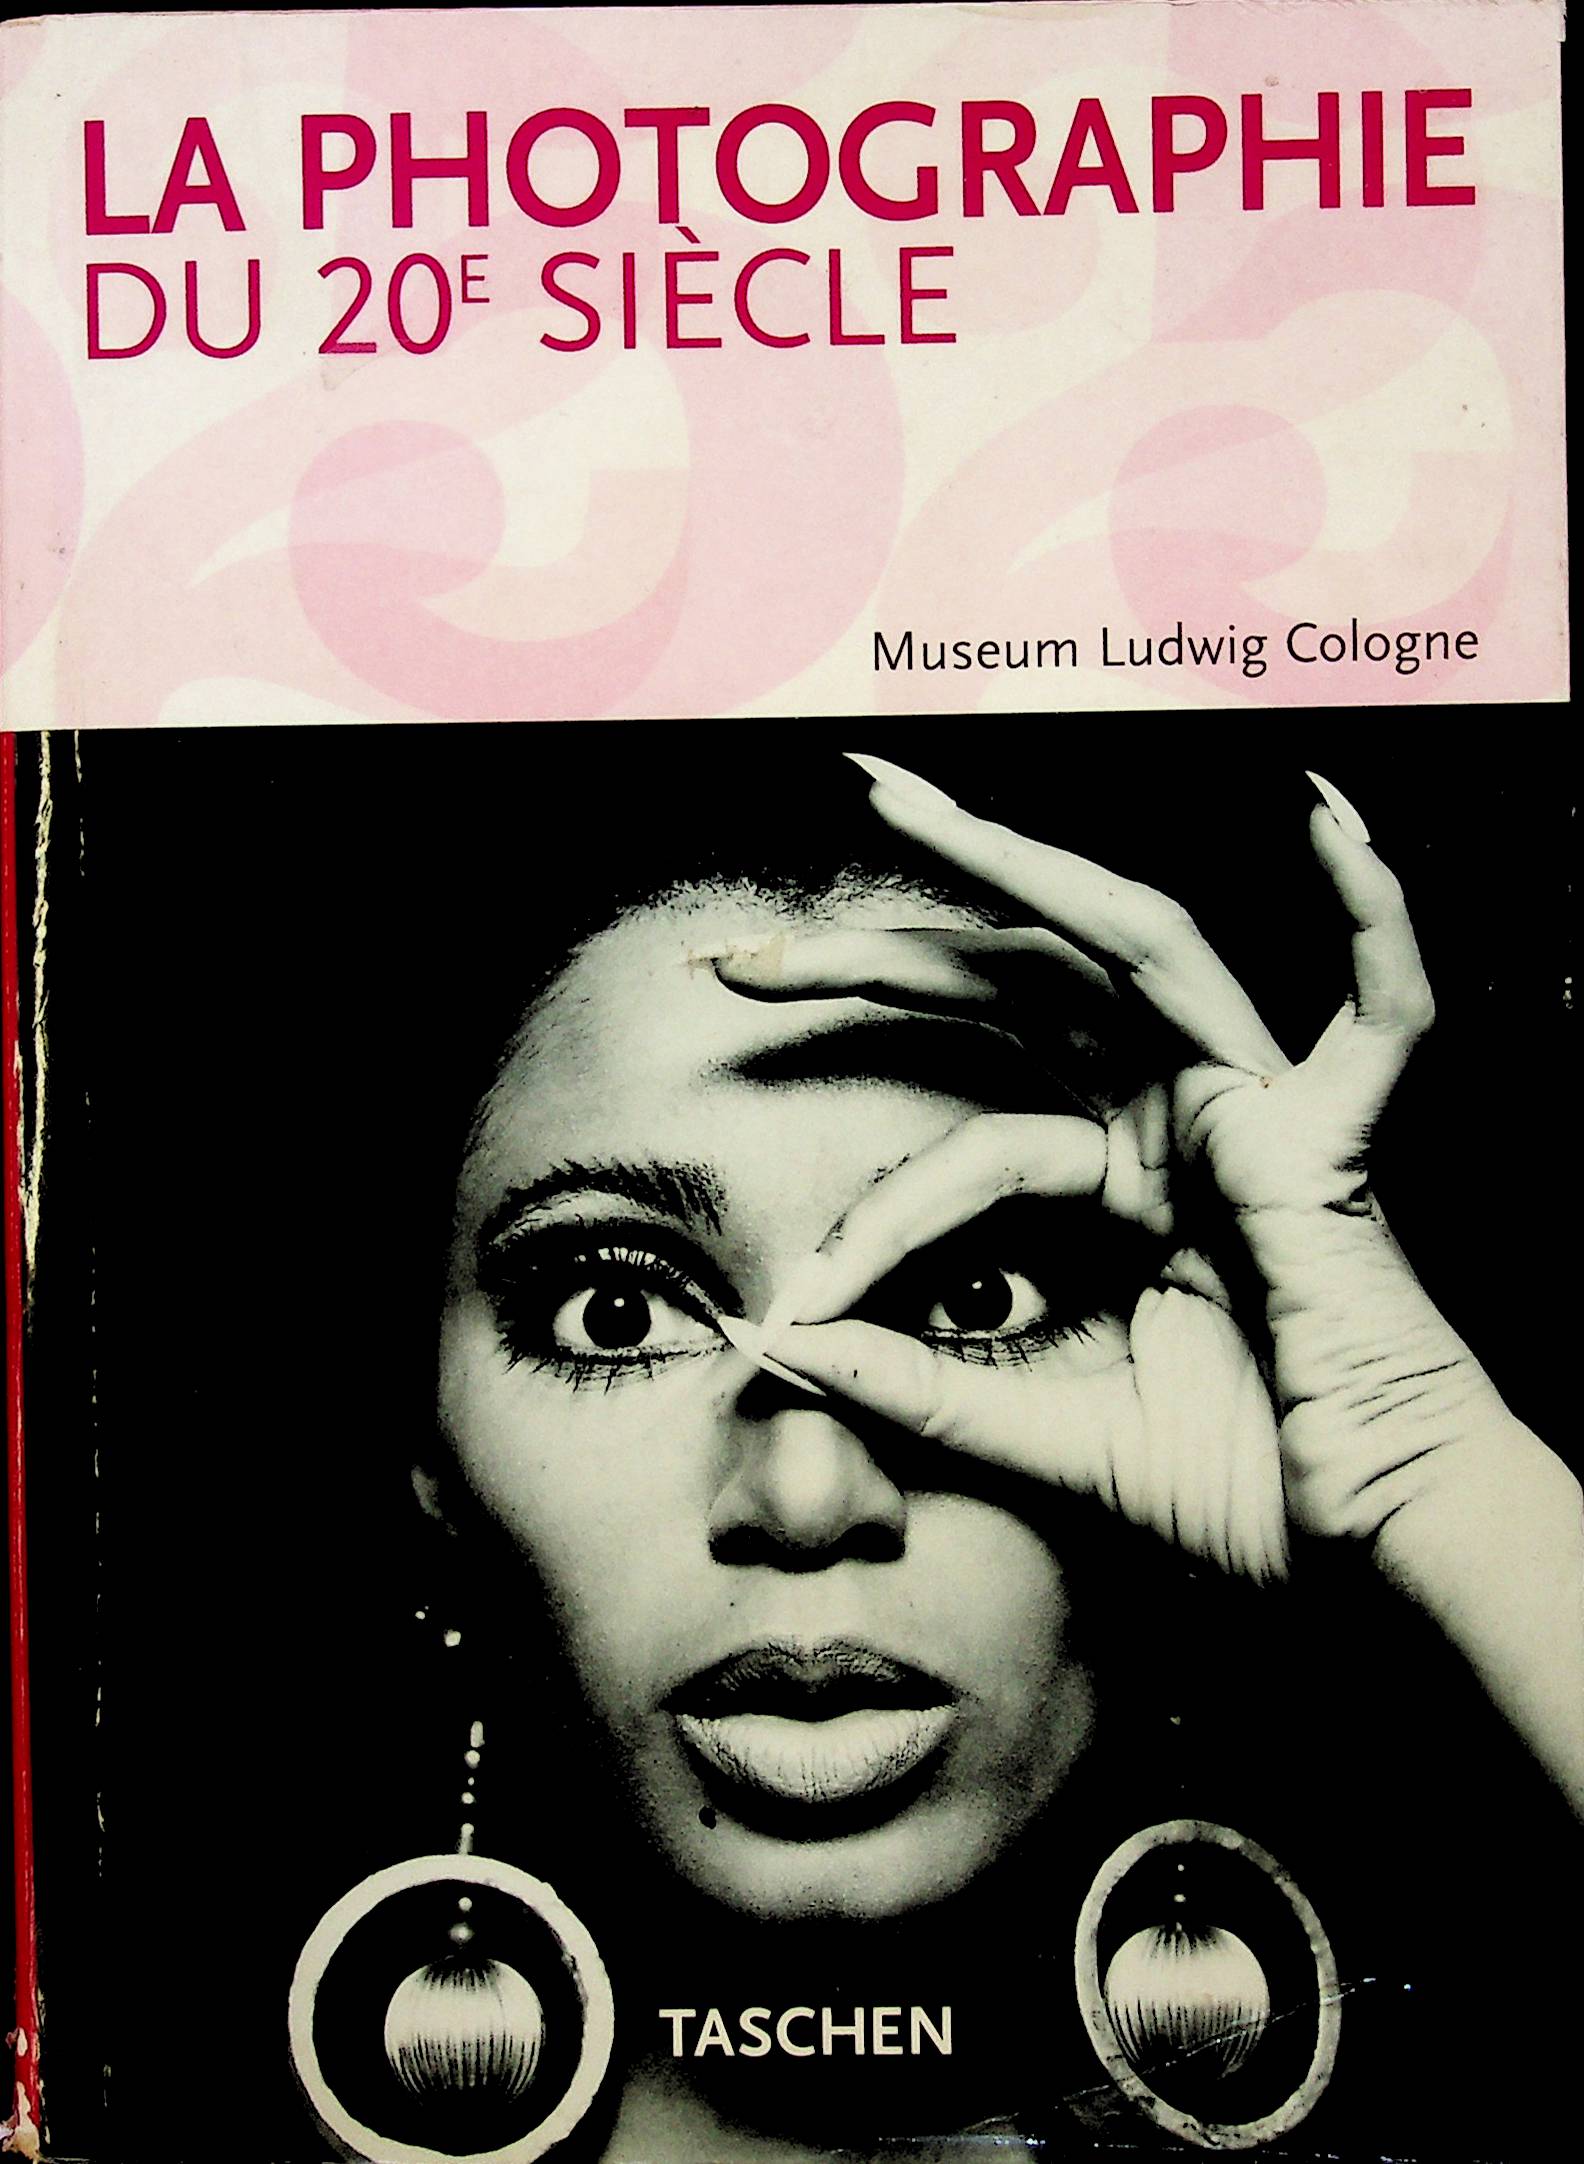 LA PHOTOGRAPHIE
DU 20E SIÈCLE
Museum Ludwig Cologne
TASCHEN